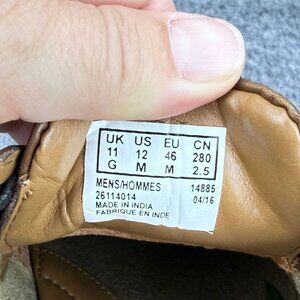 UK US EU CN
11 12 46 280
G M M 2.5
MENS/HOMMES 14885
26114014 04/16
MADE IN INDIA
FABRIQUE EN INDE